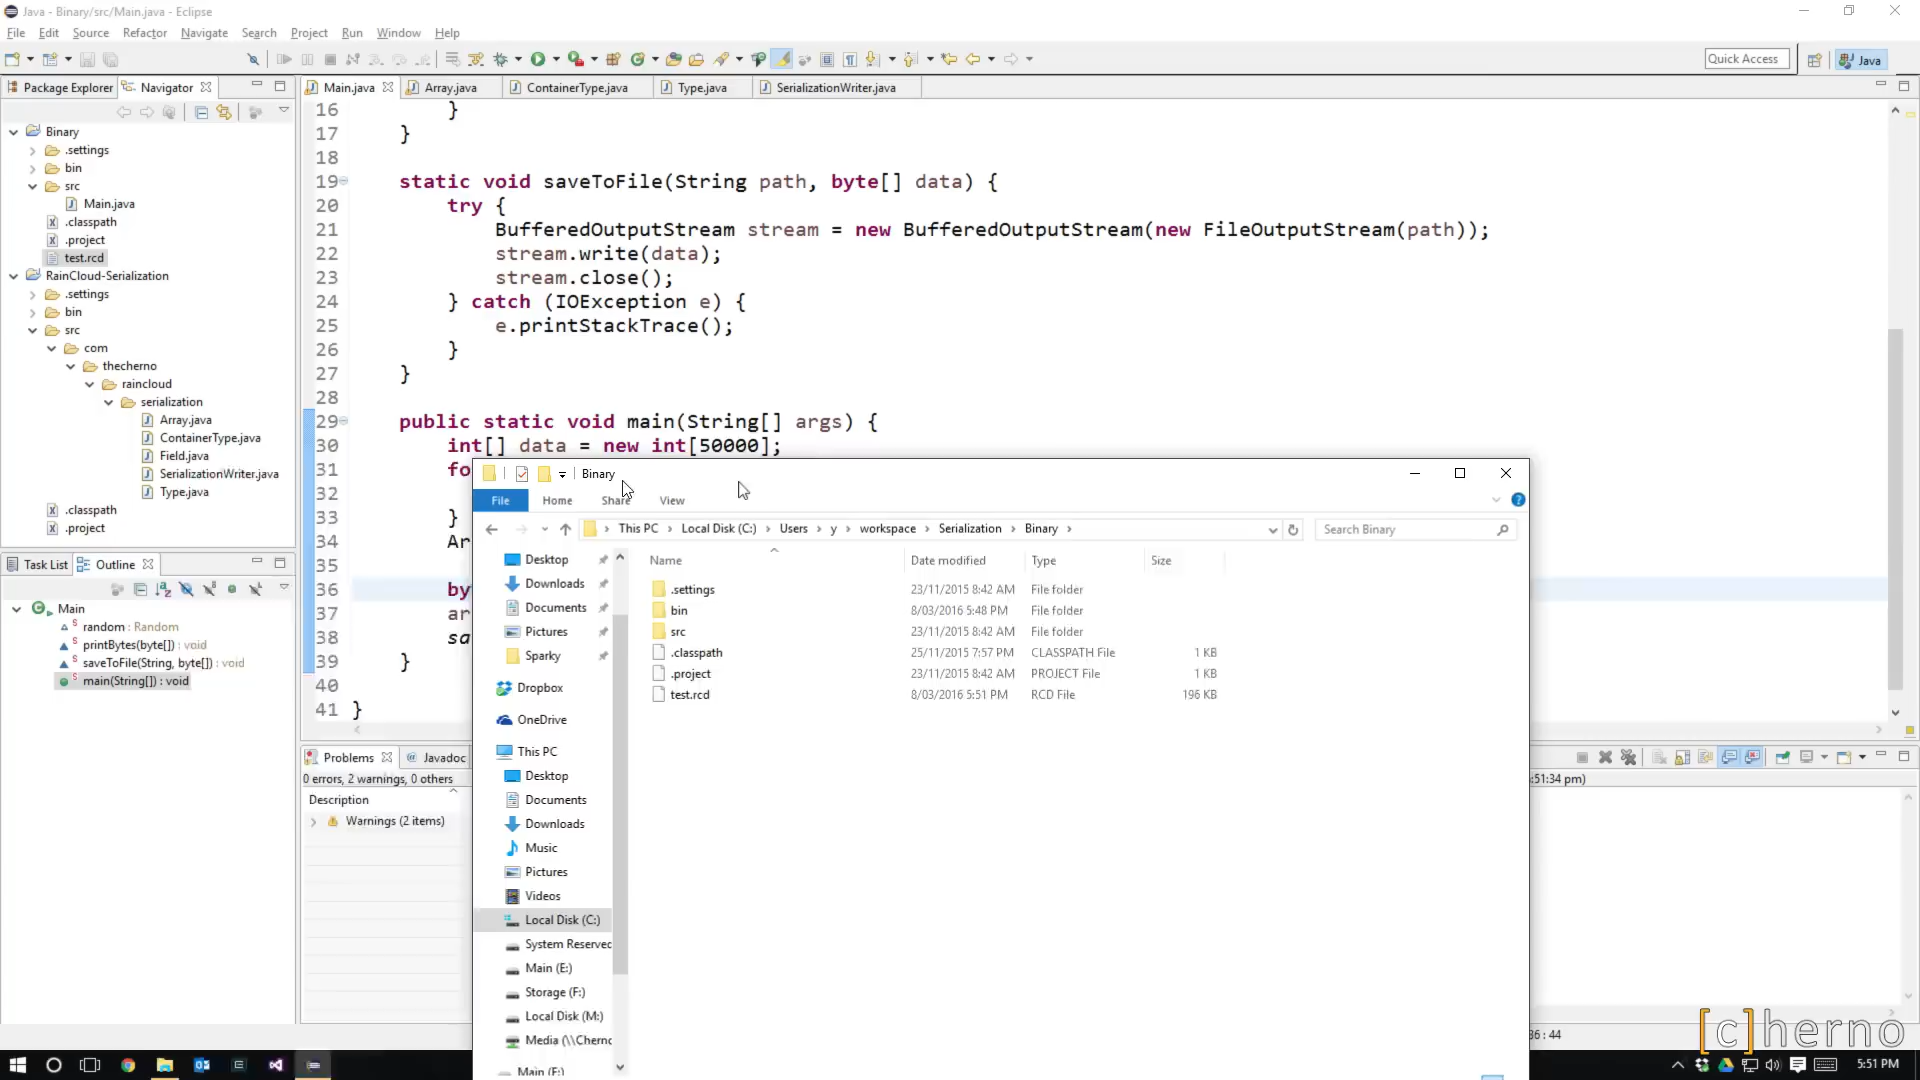 Java - Binary/src/Main.java - Eclipse
File Edit Source Refactor Navigate Search Project Run Window Help
Quick Access
Java
Package Explorer Navigator
Main.java Array.java ContainerType.java Type.java SerializationWriter.java
Binary
.settings
bin
src
Main.java
.classpath
.project
test.rcd
RainCloud-Serialization
.settings
bin
src
com
thecherno
raincloud
serialization
Array.java
ContainerType.java
Field.java
SerializationWriter.java
Type.java
.classpath
.project
16 }
17 }
18
19 static void saveToFile(String path, byte[] data) {
20 try {
21 BufferedOutputStream stream = new BufferedOutputStream(new FileOutputStream(path));
22 stream.write(data);
23 stream.close();
24 } catch (IOException e) {
25 e.printStackTrace();
26 }
27 }
28
29 public static void main(String[] args) {
30 int[] data = new int[50000];
31 fo
32
33 }
34 Ar
35
36 by
37 ar
38 sa
39 }
40
41 }
Task List Outline
Main
random : Random
printBytes(byte[]) : void
saveToFile(String, byte[]) : void
main(String[]) : void
Problems Javadoc
0 errors, 2 warnings, 0 others
Description
Warnings (2 items)
:51:34 pm)
36 : 44
Binary
File Home Share View
This PC Local Disk (C:) Users y workspace Serialization Binary
Search Binary
Desktop
Downloads
Documents
Pictures
Sparky
Dropbox
OneDrive
This PC
Desktop
Documents
Downloads
Music
Pictures
Videos
Local Disk (C:)
System Reserved
Main (E:)
Storage (F:)
Local Disk (M:)
Media (\\Cherno
Main (E:)
Name Date modified Type Size
.settings 23/11/2015 8:42 AM File folder
bin 8/03/2016 5:48 PM File folder
src 23/11/2015 8:42 AM File folder
.classpath 25/11/2015 7:57 PM CLASSPATH File 1 KB
.project 23/11/2015 8:42 AM PROJECT File 1 KB
test.rcd 8/03/2016 5:51 PM RCD File 196 KB
[c]herno
5:51 PM